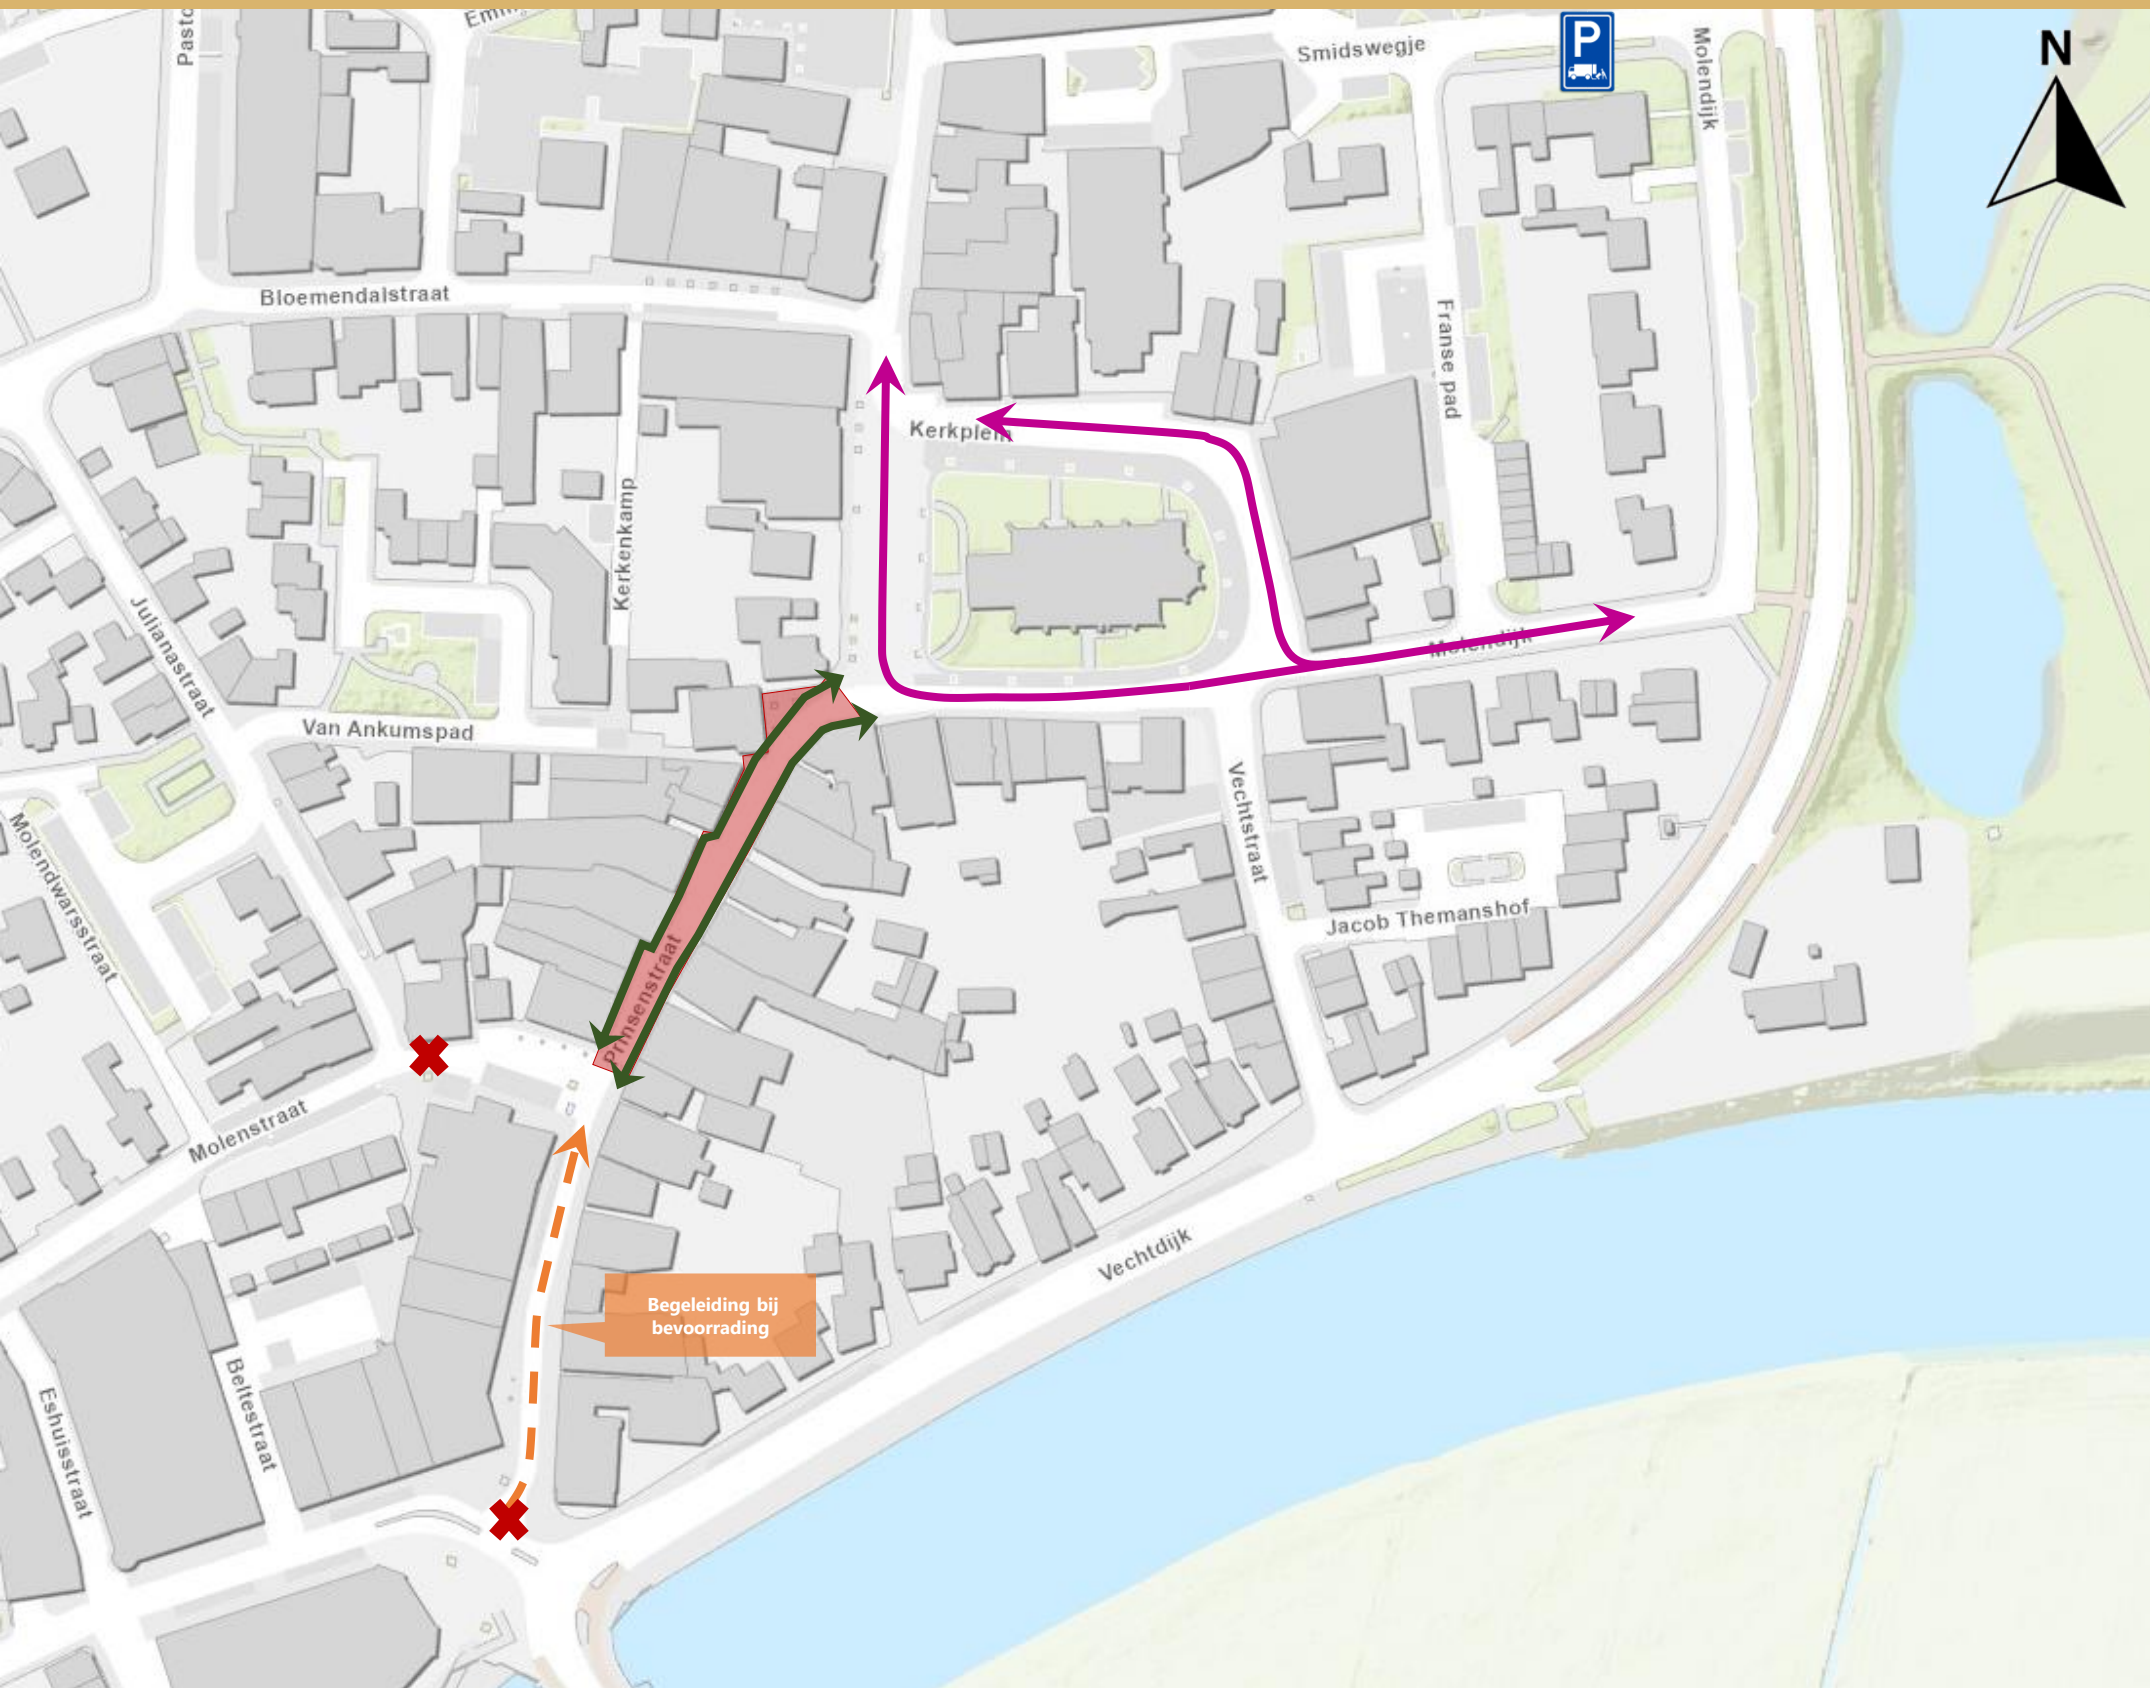 Smidswegje
P
Molendijk
N
Bloemendalstraat
Franse pad
Kerkplein
Kerkenkamp
Julianastraat
Molendijk
Van Ankumspad
Vechtstraat
Molendwarsstraat
Jacob Themanshof
Prinsenstraat
Molenstraat
Vechtdijk
Begeleiding bij
bevoorrading
Beltestraat
Eshuisstraat